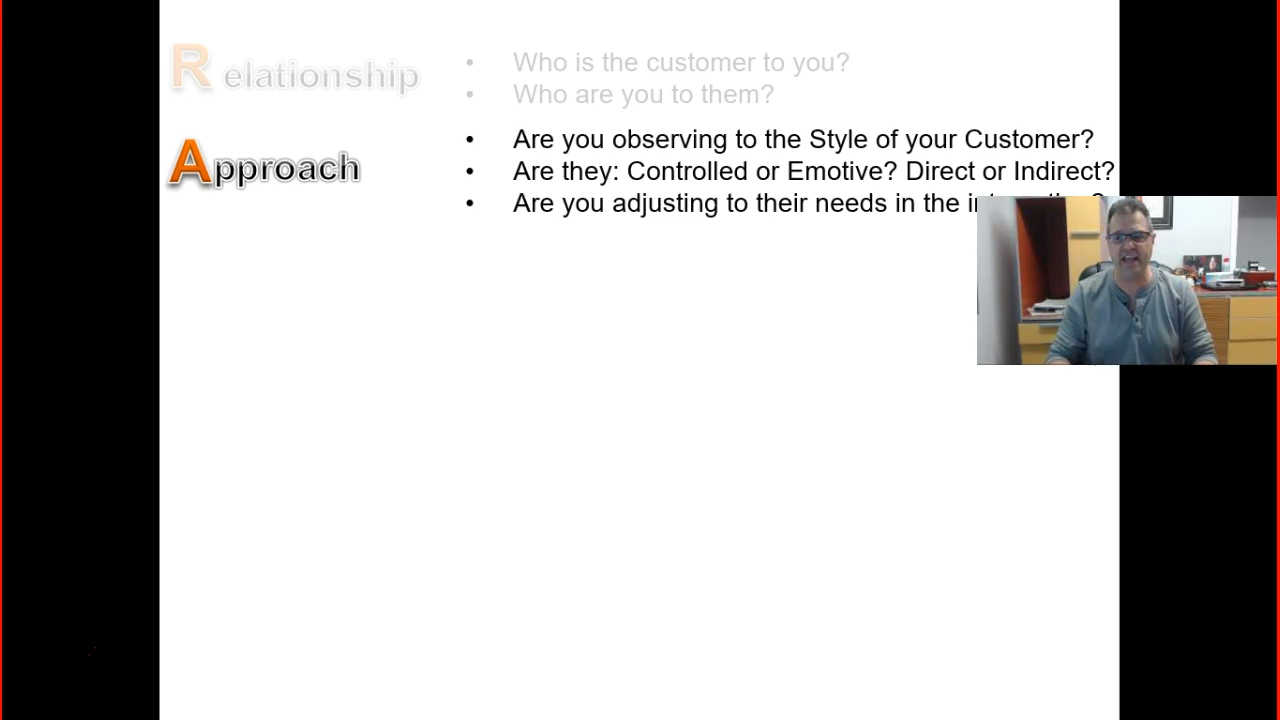 Relationship
• Who is the customer to you?
• Who are you to them?
Approach
• Are you observing to the Style of your Customer?
• Are they: Controlled or Emotive? Direct or Indirect?
• Are you adjusting to their needs in the